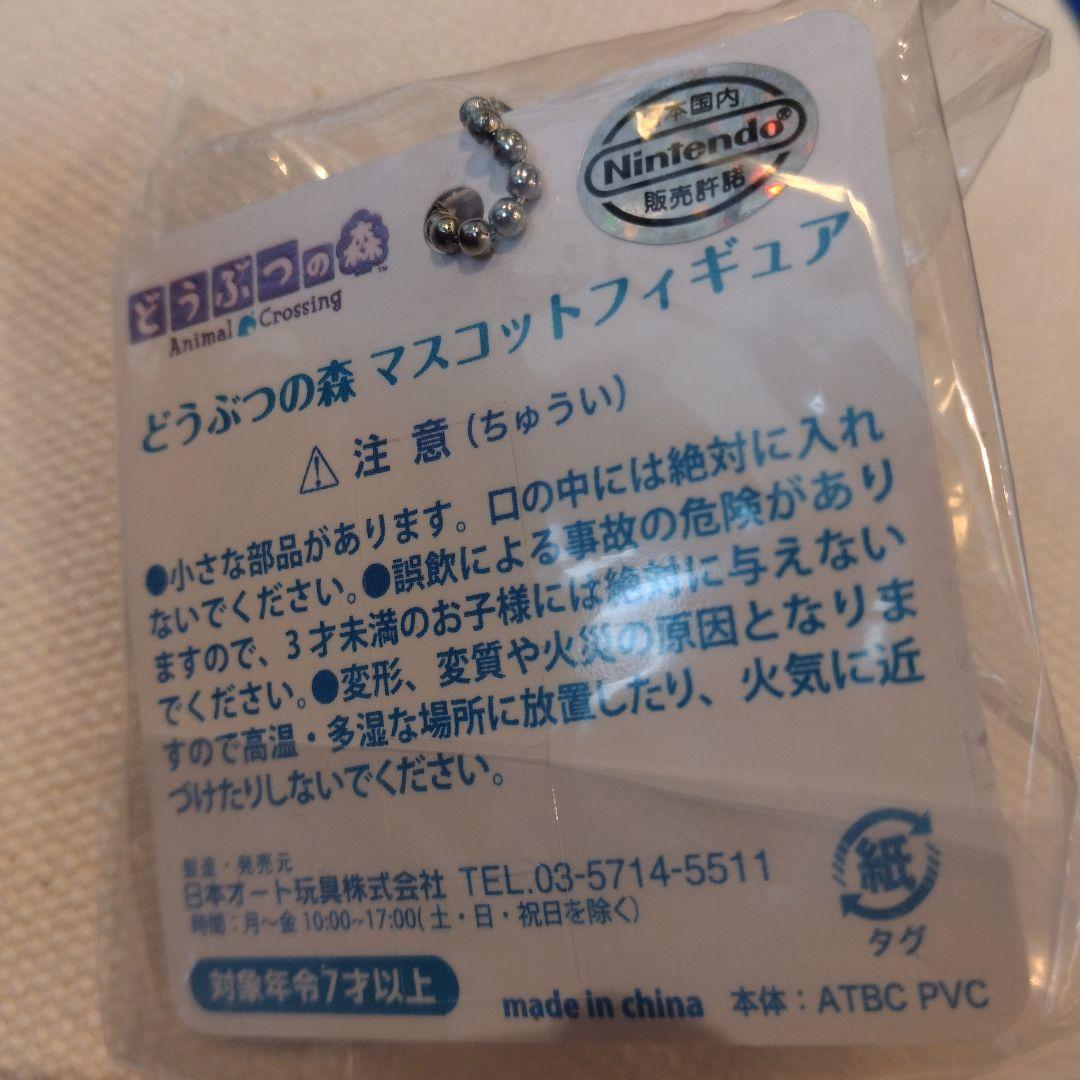 本国内
Nintendo®
販売許諾
どうぶつの森™
Animal Crossing
どうぶつの森 マスコットフィギュア
⚠ 注意(ちゅうい)
●小さな部品があります。口の中には絶対に入れ
ないでください。●誤飲による事故の危険があり
ますので、3才未満のお子様には絶対に与えない
でください。●変形、変質や火災の原因となりま
すので高温・多湿な場所に放置したり、火気に近
づけたりしないでください。
製造・発売元
日本オート玩具株式会社 TEL.03-5714-5511
時間:月〜金 10:00~17:00(土・日・祝日を除く)
紙
タグ
対象年令7才以上
made in china 本体:ATBC PVC